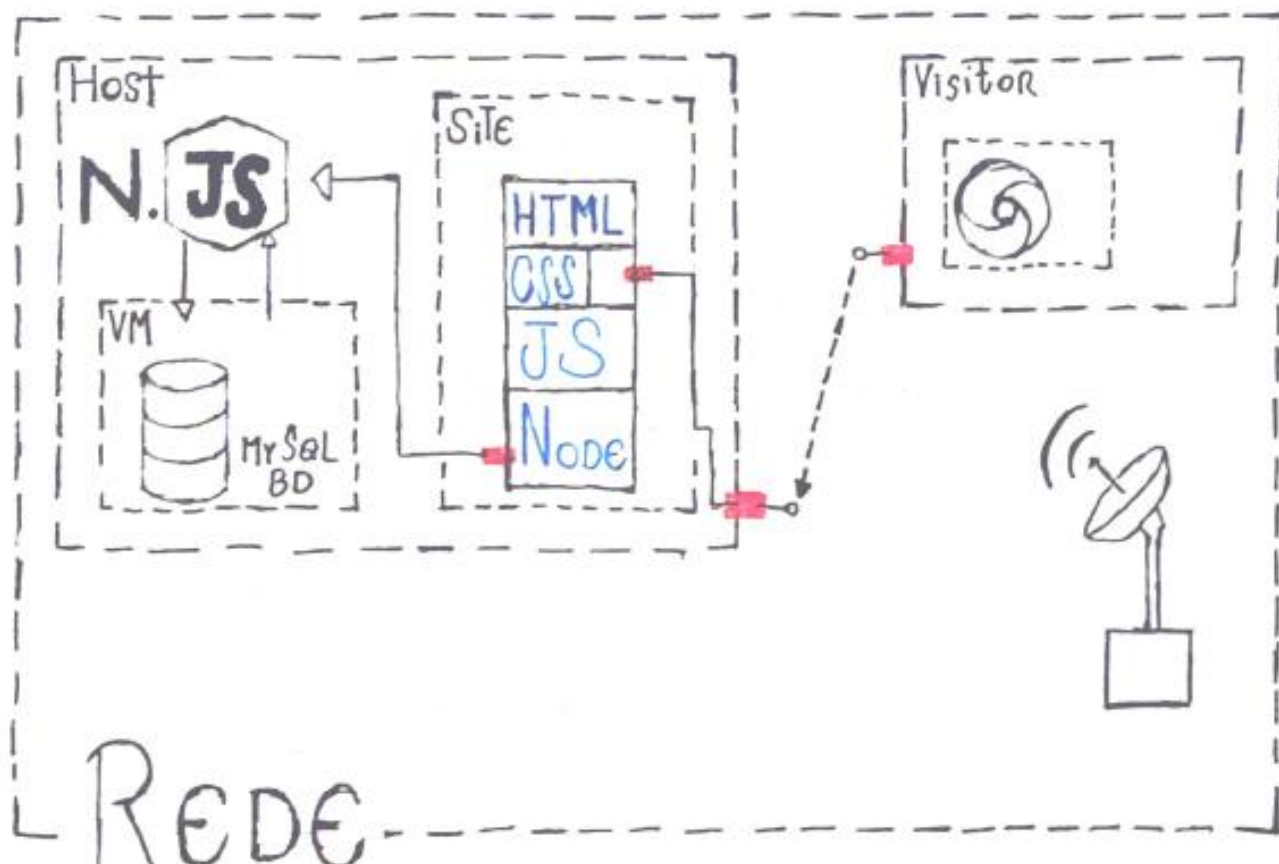 Host
N. JS
VM
MySQL
BD
SiTE
HTML
CSS
JS
NODE
Visitor
REDE